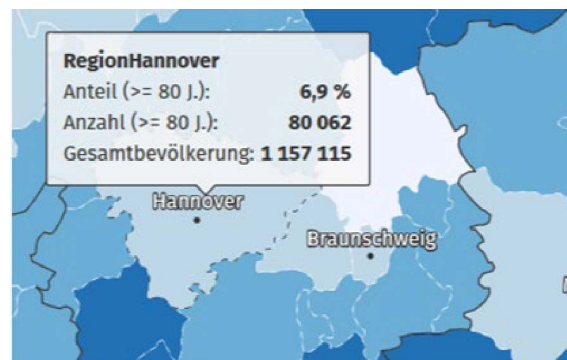 RegionHannover
Anteil (>= 80 J.): 6,9 %
Anzahl (>= 80 J.): 80 062
Gesamtbevölkerung: 1 157 115
Hannover
Braunschweig